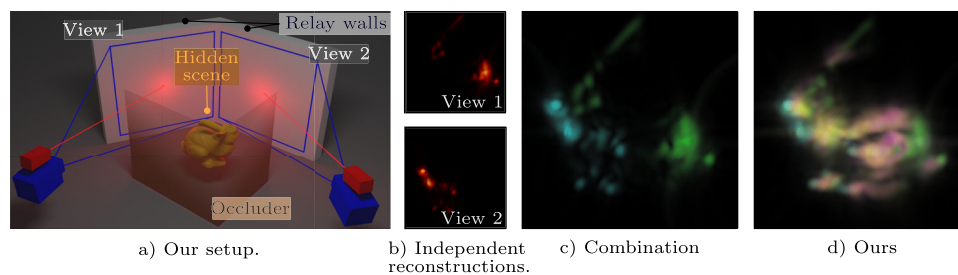 View 1
Relay walls
View 2
Hidden
scene
Occluder
View 1
View 2
a) Our setup.
b) Independent
reconstructions.
c) Combination
d) Ours